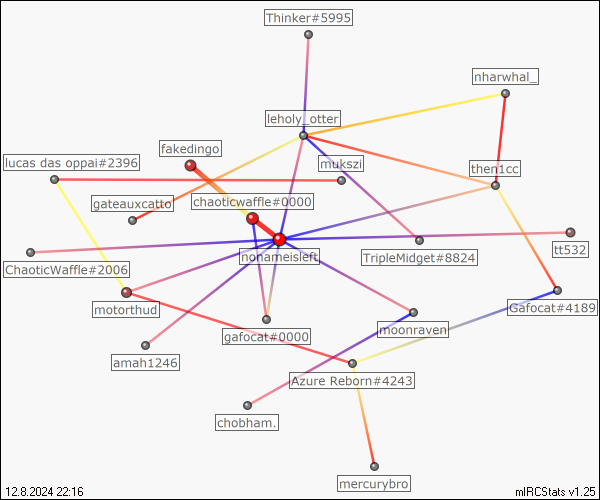 Thinker#5995
nharwhal_
leholy_otter
fakedingo
lucas das oppai#2396
mukszi
then1cc
gateauxcatto
chaoticwaffle#0000
nonameisleft
TripleMidget#8824
tt532
ChaoticWaffle#2006
motorthud
Gafocat#4189
gafocat#0000
moonraven
amah1246
Azure Reborn#4243
chobham.
mercurybro
12.8.2024 22:16
mIRCStats v1.25